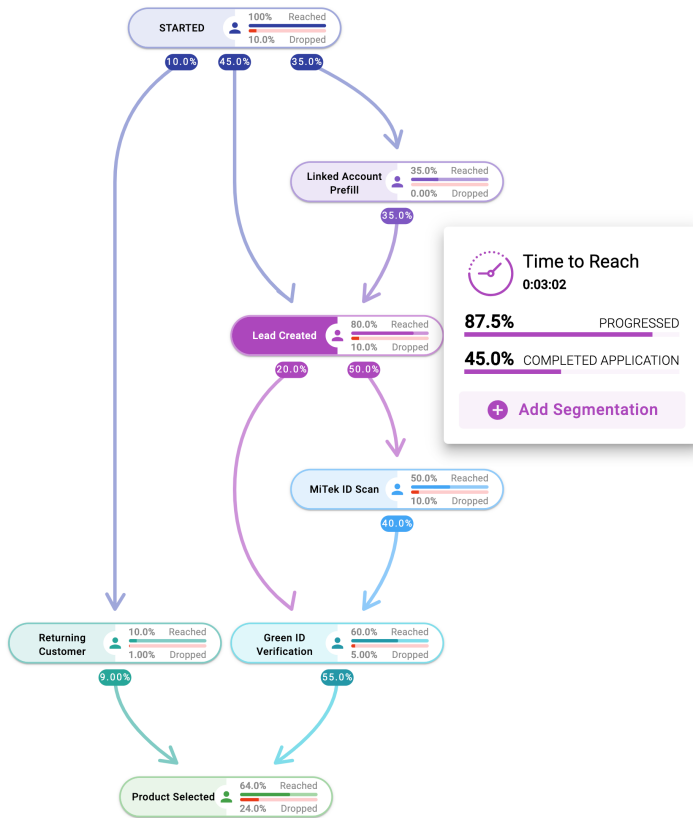 STARTED
100% Reached
10.0% Dropped
10.0%
45.0%
35.0%
Linked Account
Prefill
35.0% Reached
0.00% Dropped
35.0%
Time to Reach
0:03:02
87.5% PROGRESSED
45.0% COMPLETED APPLICATION
Add Segmentation
Lead Created
80.0% Reached
10.0% Dropped
20.0%
50.0%
MiTek ID Scan
50.0% Reached
10.0% Dropped
40.0%
Returning
Customer
10.0% Reached
1.00% Dropped
9.00%
Green ID
Verification
60.0% Reached
5.00% Dropped
55.0%
Product Selected
64.0% Reached
24.0% Dropped